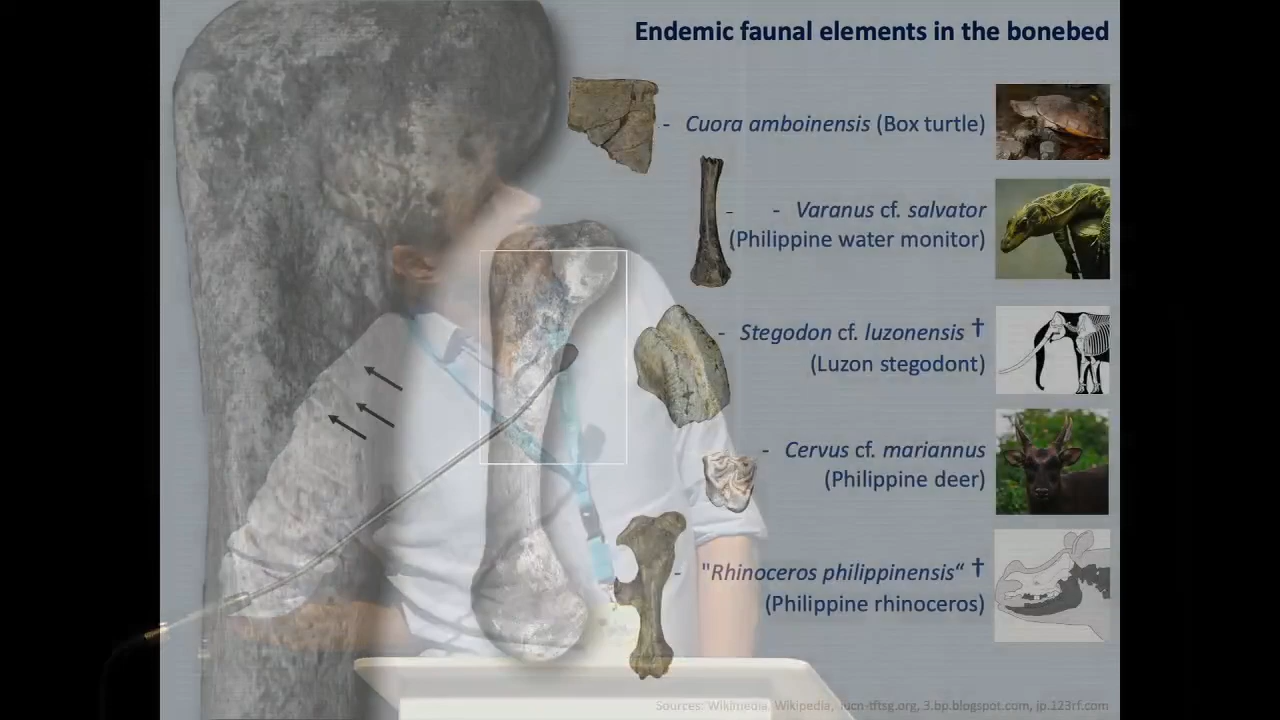 Endemic faunal elements in the bonebed
- Cuora amboinensis (Box turtle)
- - Varanus cf. salvator
(Philippine water monitor)
- Stegodon cf. luzonensis †
(Luzon stegodont)
- Cervus cf. mariannus
(Philippine deer)
- "Rhinoceros philippinensis“ †
(Philippine rhinoceros)
Sources: Wikimedia, Wikipedia, iucn-tftsg.org, 3.bp.blogspot.com, jp.123rf.com